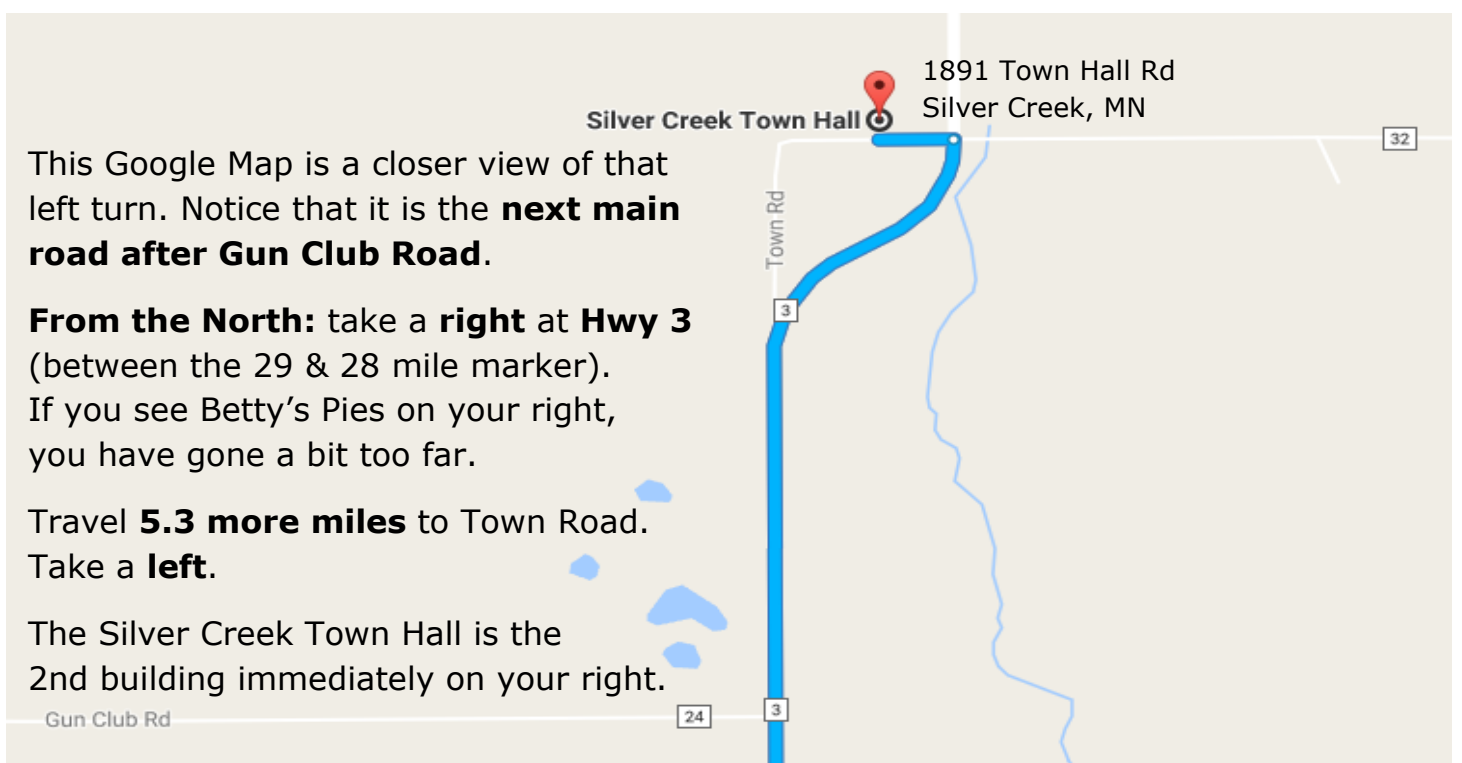 1891 Town Hall Rd
Silver Creek, MN
Silver Creek Town Hall
32
This Google Map is a closer view of that
left turn. Notice that it is the next main
road after Gun Club Road.
Town Rd
From the North: take a right at Hwy 3
(between the 29 & 28 mile marker).
If you see Betty’s Pies on your right,
you have gone a bit too far.
3
Travel 5.3 more miles to Town Road.
Take a left.
The Silver Creek Town Hall is the
2nd building immediately on your right.
Gun Club Rd
24
3